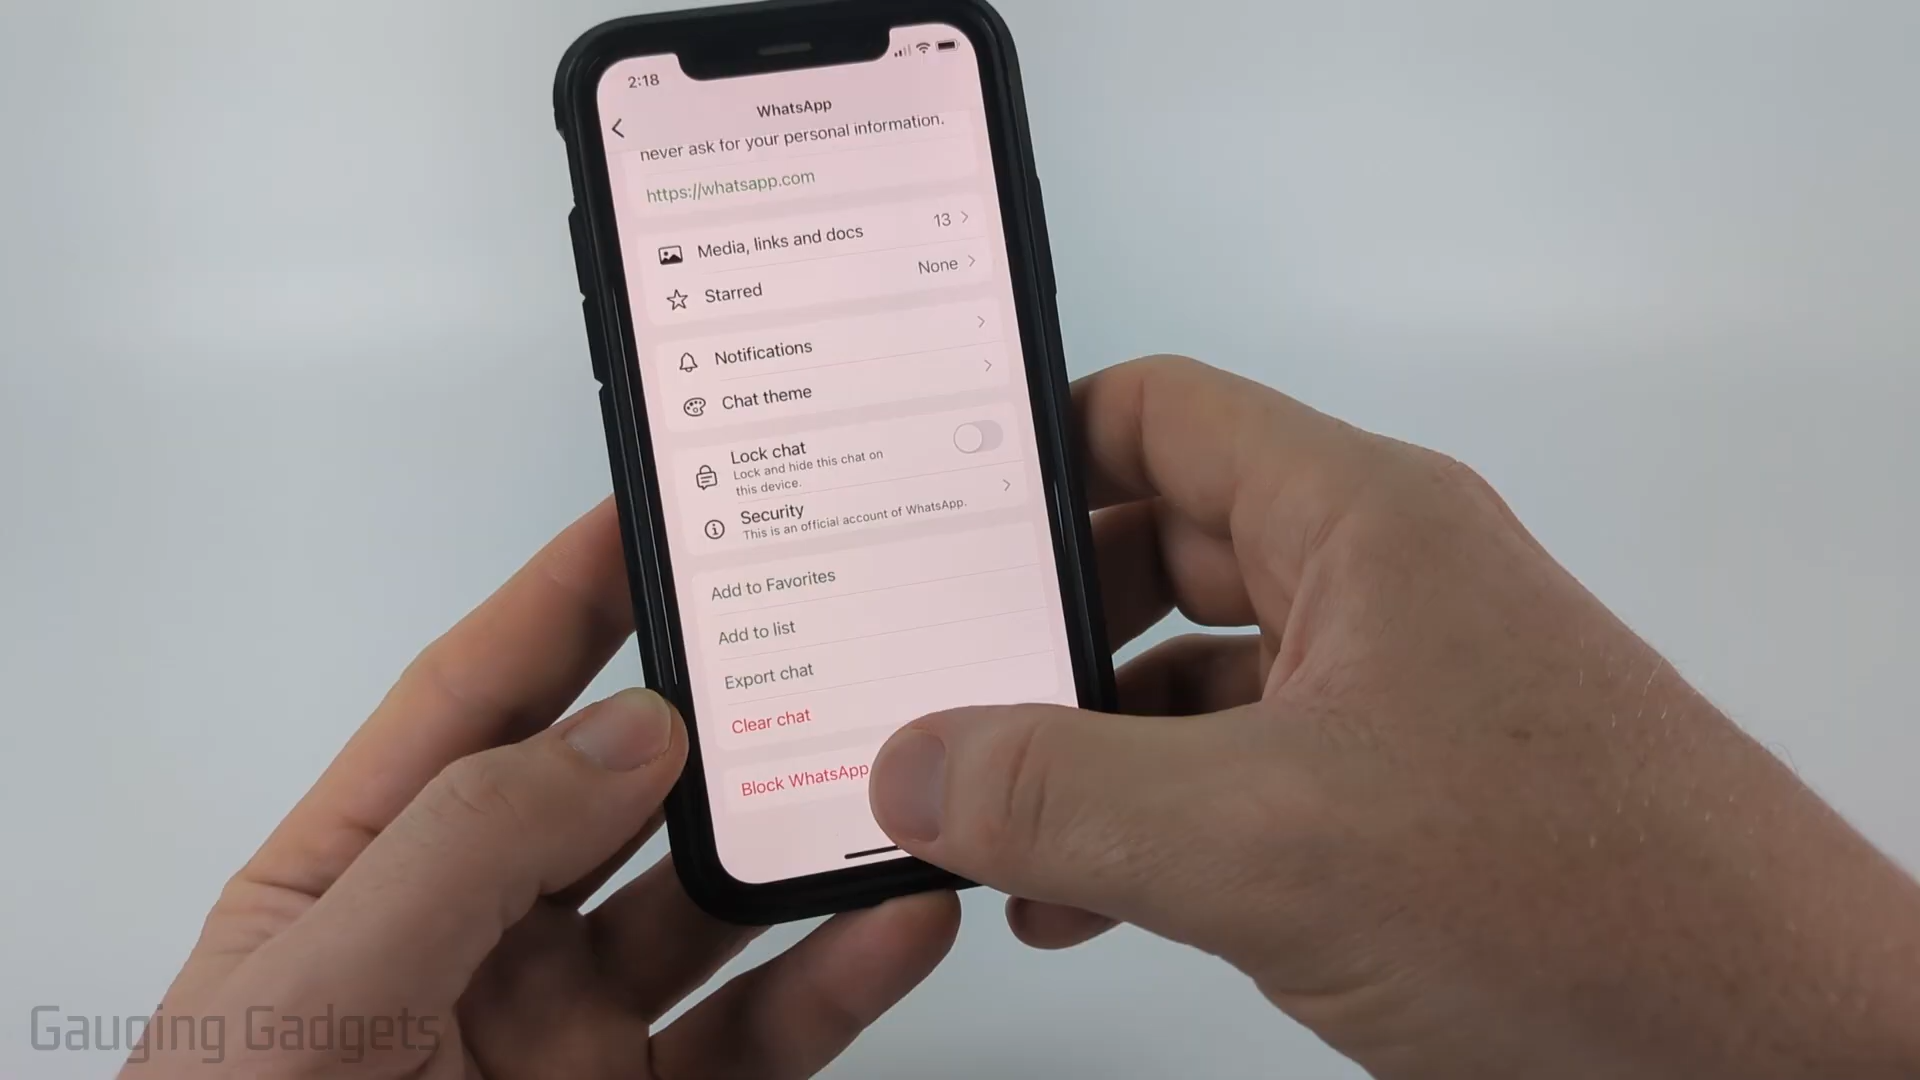 2:18
WhatsApp
never ask for your personal information.
https://whatsapp.com
Media, links and docs 13
Starred None
Notifications
Chat theme
Lock chat
Lock and hide this chat on
this device.
Security
This is an official account of WhatsApp.
Add to Favorites
Add to list
Export chat
Clear chat
Block WhatsApp
Gauging Gadgets